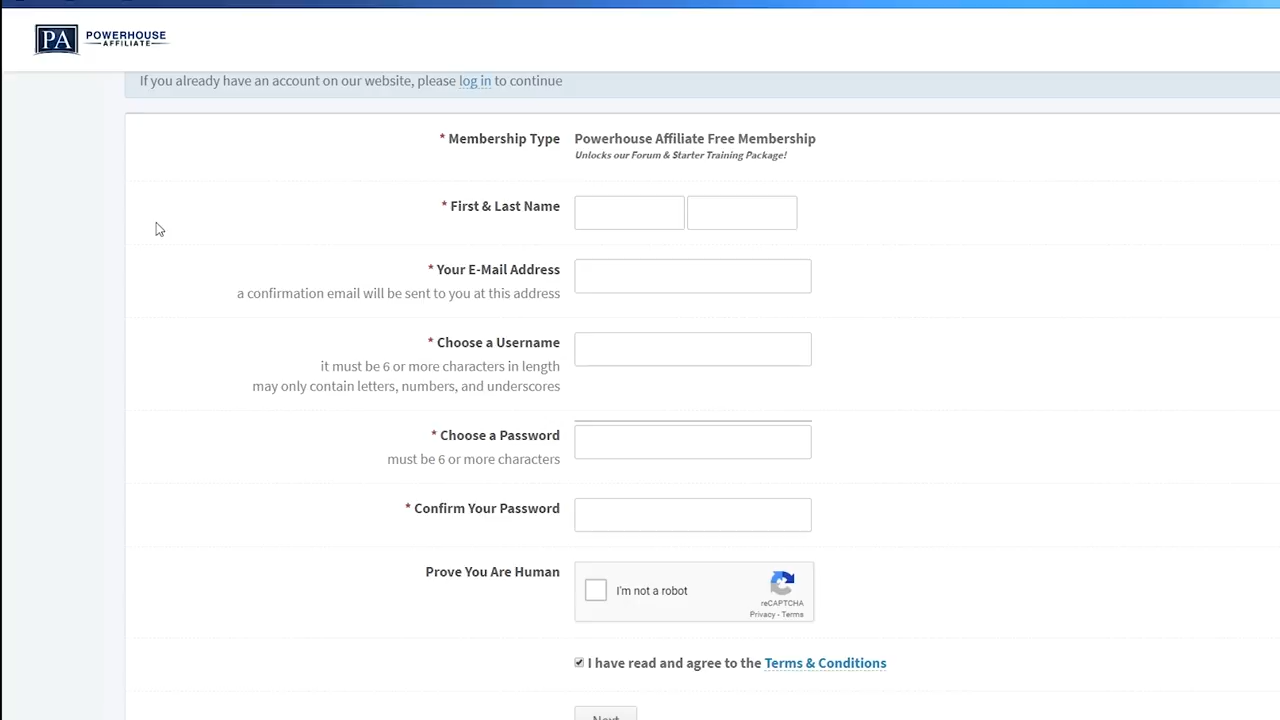 PA POWERHOUSE
AFFILIATE
If you already have an account on our website, please log in to continue
* Membership Type Powerhouse Affiliate Free Membership
Unlocks our Forum & Starter Training Package!
* First & Last Name
* Your E-Mail Address
a confirmation email will be sent to you at this address
* Choose a Username
it must be 6 or more characters in length
may only contain letters, numbers, and underscores
* Choose a Password
must be 6 or more characters
* Confirm Your Password
Prove You Are Human
I'm not a robot
reCAPTCHA
Privacy - Terms
I have read and agree to the Terms & Conditions
Next